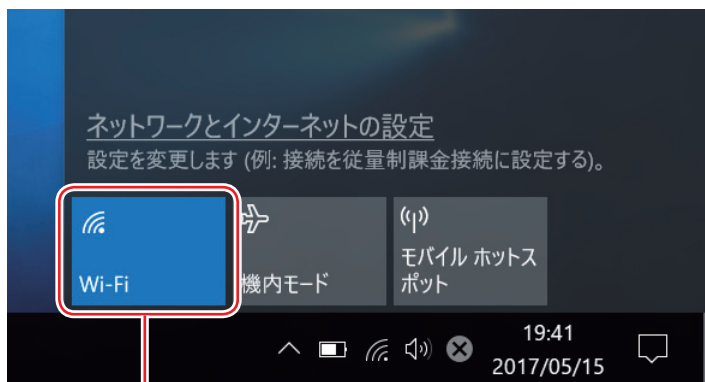 ネットワークとインターネットの設定
設定を変更します (例: 接続を従量制課金接続に設定する)。
Wi-Fi
機内モード
モバイル ホットス
ポット
19:41
2017/05/15